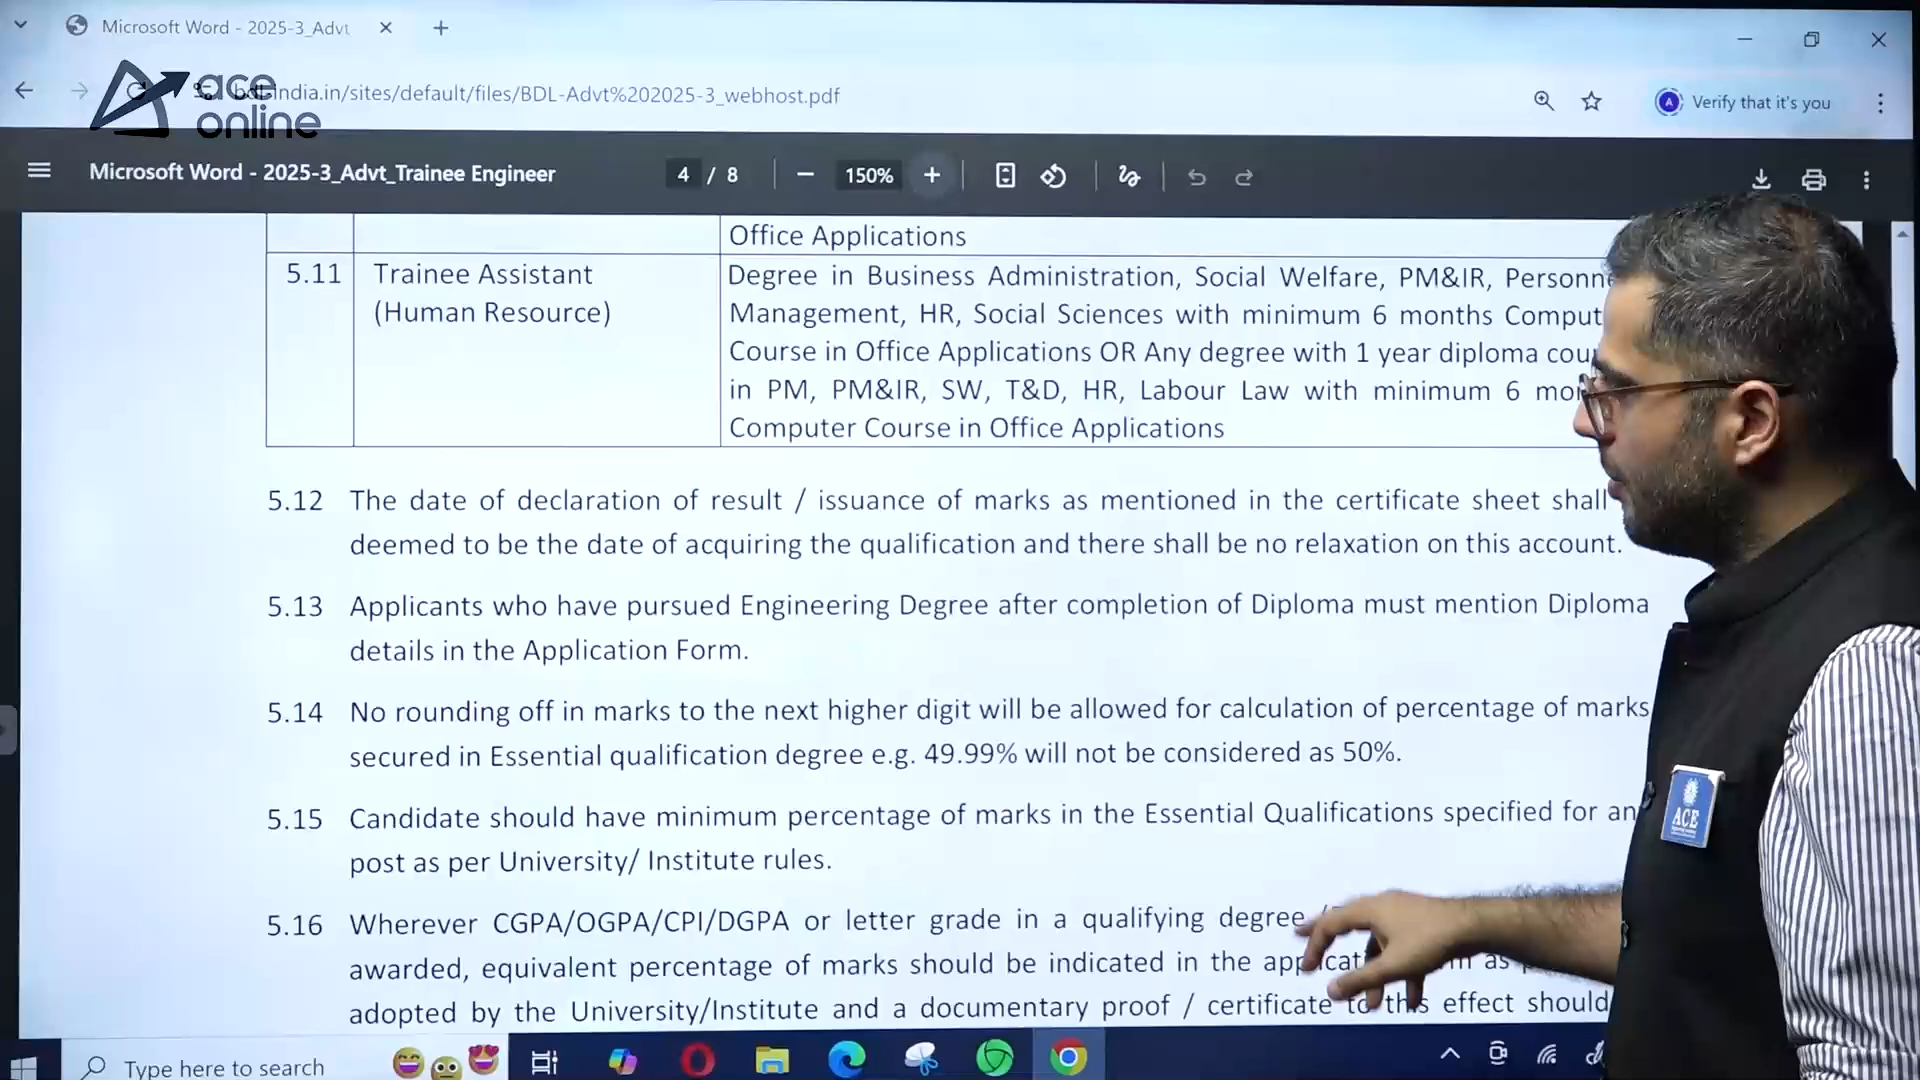 Microsoft Word - 2025-3_Advt
ace
online
bdl-india.in/sites/default/files/BDL-Advt%202025-3_webhost.pdf
A
Verify that it's you
Microsoft Word - 2025-3_Advt_Trainee Engineer
4 / 8
150%
Office Applications
5.11 Trainee Assistant Degree in Business Administration, Social Welfare, PM&IR,
(Human Resource) Management, HR, Social Sciences with minimum 6 months
Course in Office Applications OR Any degree with 1 year diploma
in PM, PM&IR, SW, T&D, HR, Labour Law with minimum 6
Computer Course in Office Applications
5.12 The date of declaration of result / issuance of marks as mentioned in the certificate sheet shall
deemed to be the date of acquiring the qualification and there shall be no relaxation on this account.
5.13 Applicants who have pursued Engineering Degree after completion of Diploma must mention Diploma
details in the Application Form.
5.14 No rounding off in marks to the next higher digit will be allowed for calculation of percentage of marks
secured in Essential qualification degree e.g. 49.99% will not be considered as 50%.
5.15 Candidate should have minimum percentage of marks in the Essential Qualifications specified for
post as per University/ Institute rules.
ACE
5.16 Wherever CGPA/OGPA/CPI/DGPA or letter grade in a qualifying degree
awarded, equivalent percentage of marks should be indicated in the as
adopted by the University/Institute and a documentary proof / certificate to this effect should
Type here to search